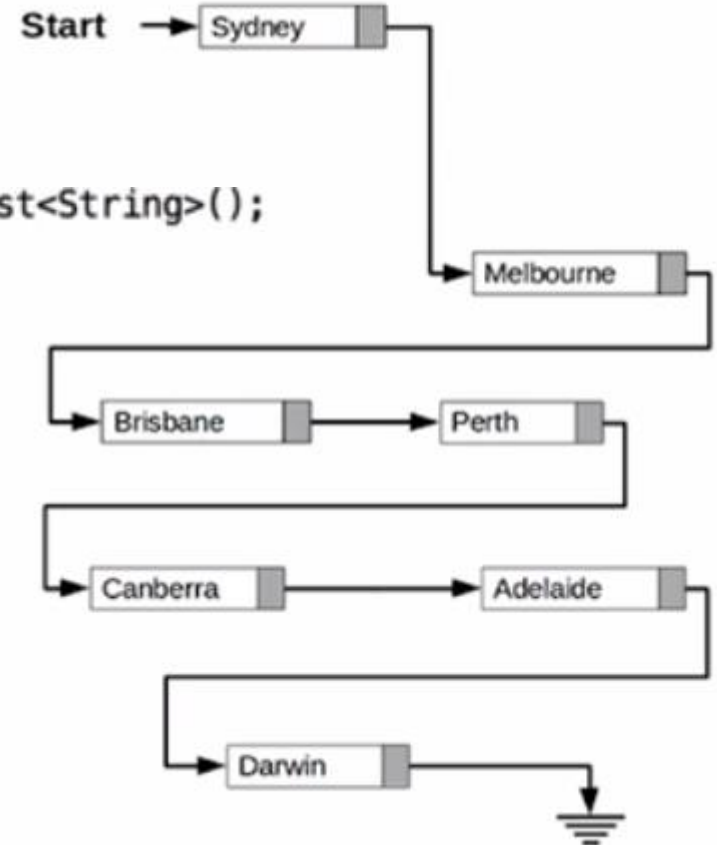 Start Sydney
st<String>();
Melbourne
Brisbane Perth
Canberra Adelaide
Darwin